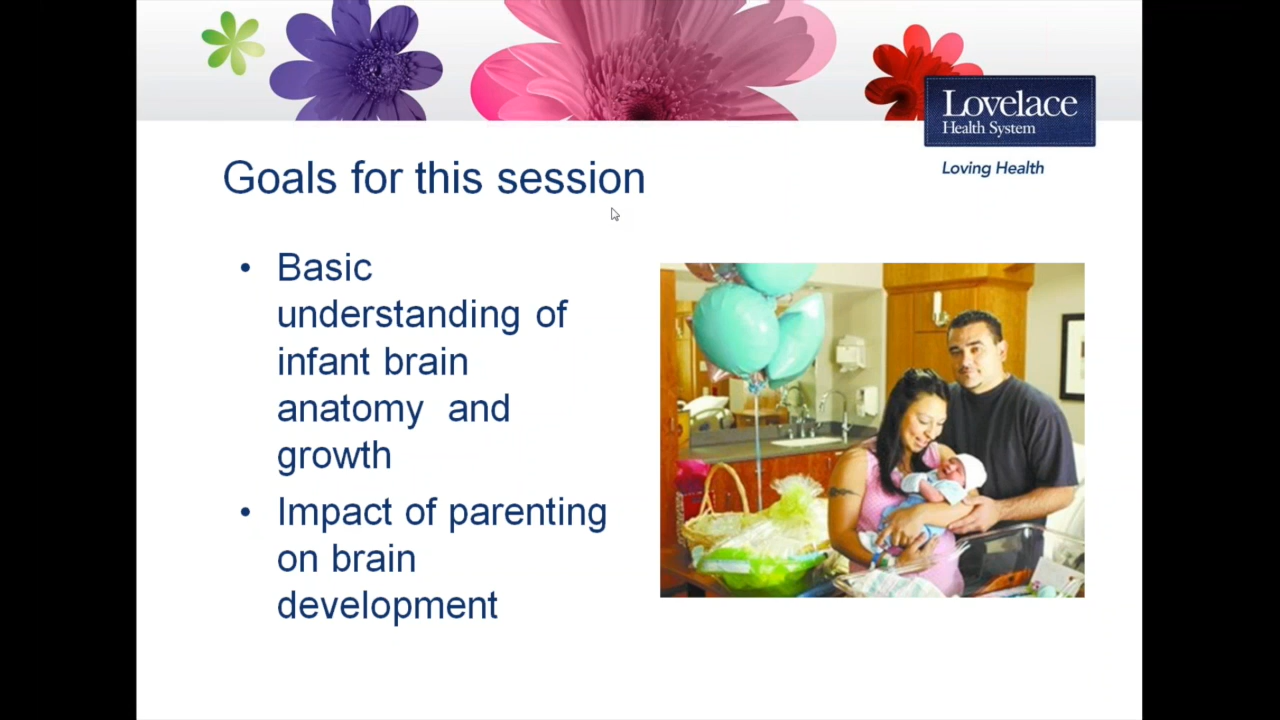 Lovelace
Health System
Loving Health
Goals for this session
• Basic
understanding of
infant brain
anatomy and
growth
• Impact of parenting
on brain
development